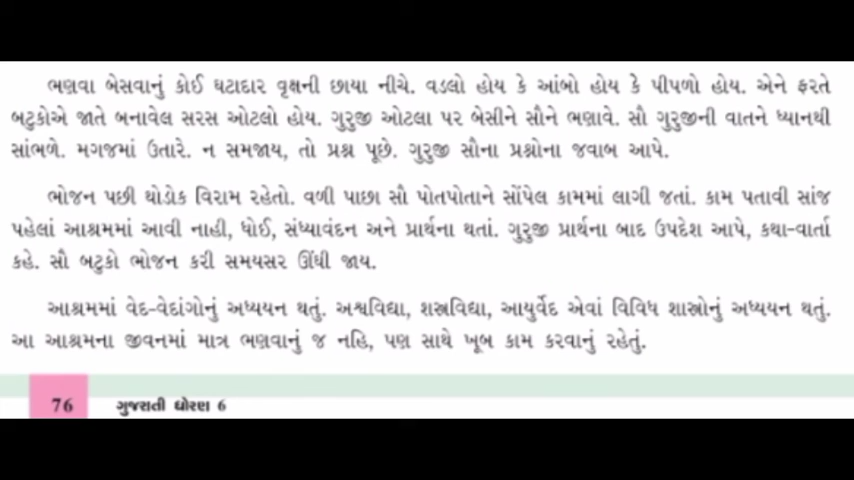 ભણવા બેસવાનું કોઈ ઘટાદાર વૃક્ષની છાયા નીચે. વડલો હોય કે આંબો હોય કે પીપળો હોય. એને ફરતે
બટુકોએ જાતે બનાવેલ સરસ ઓટલો હોય. ગુરુજી ઓટલા પર બેસીને સૌને ભણાવે. સૌ ગુરુજીની વાતને ધ્યાનથી
સાંભળે. મગજમાં ઉતારે. ન સમજાય, તો પ્રશ્ન પૂછે. ગુરુજી સૌના પ્રશ્નોના જવાબ આપે.
ભોજન પછી થોડોક વિરામ રહેતો. વળી પાછા સૌ પોતપોતાને સોંપેલ કામમાં લાગી જતાં. કામ પતાવી સાંજ
પહેલાં આશ્રમમાં આવી નાહી, ધોઈ, સંધ્યાવંદન અને પ્રાર્થના થતાં. ગુરુજી પ્રાર્થના બાદ ઉપદેશ આપે, કથા-વાર્તા
કહે. સૌ બટુકો ભોજન કરી સમયસર ઊંઘી જાય.
આશ્રમમાં વેદ-વેદાંગોનું અધ્યયન થતું. અશ્વવિદ્યા, શસ્ત્રવિદ્યા, આયુર્વેદ એવાં વિવિધ શાસ્ત્રોનું અધ્યયન થતું.
આ આશ્રમના જીવનમાં માત્ર ભણવાનું જ નહિ, પણ સાથે ખૂબ કામ કરવાનું રહેતું.
76 ગુજરાતી ધોરણ 6